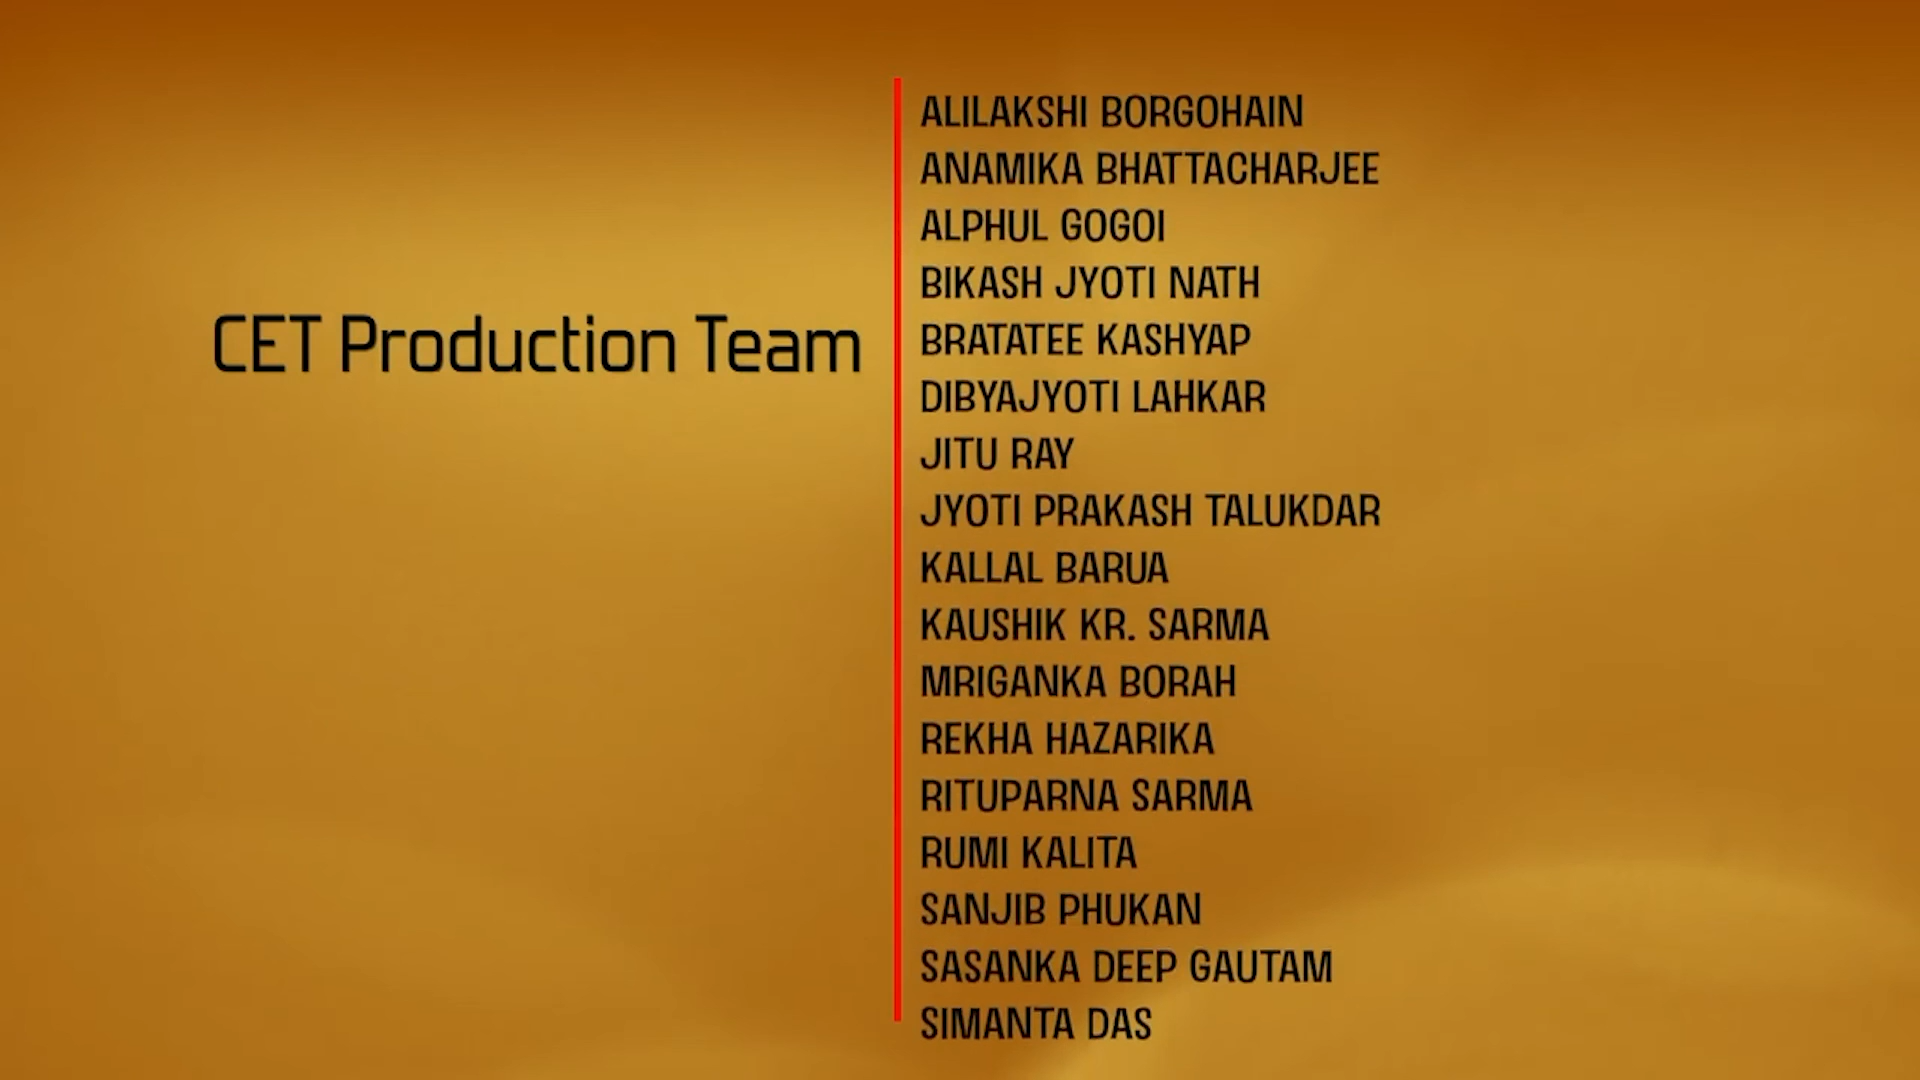 CET Production Team
ALILAKSHI BORGOHAIN
ANAMIKA BHATTACHARJEE
ALPHUL GOGOI
BIKASH JYOTI NATH
BRATATEE KASHYAP
DIBYAJYOTI LAHKAR
JITU RAY
JYOTI PRAKASH TALUKDAR
KALLAL BARUA
KAUSHIK KR. SARMA
MRIGANKA BORAH
REKHA HAZARIKA
RITUPARNA SARMA
RUMI KALITA
SANJIB PHUKAN
SASANKA DEEP GAUTAM
SIMANTA DAS